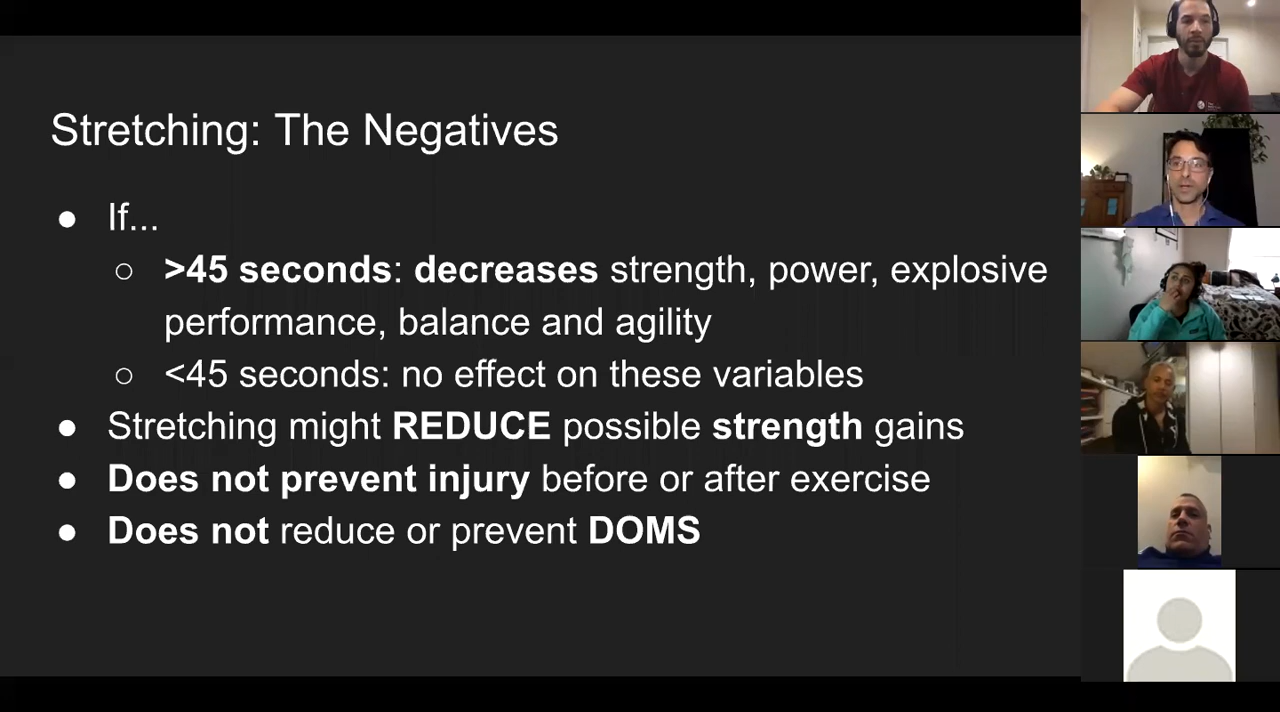 Stretching: The Negatives
● If...
○ >45 seconds: decreases strength, power, explosive
performance, balance and agility
○ <45 seconds: no effect on these variables
● Stretching might REDUCE possible strength gains
● Does not prevent injury before or after exercise
● Does not reduce or prevent DOMS